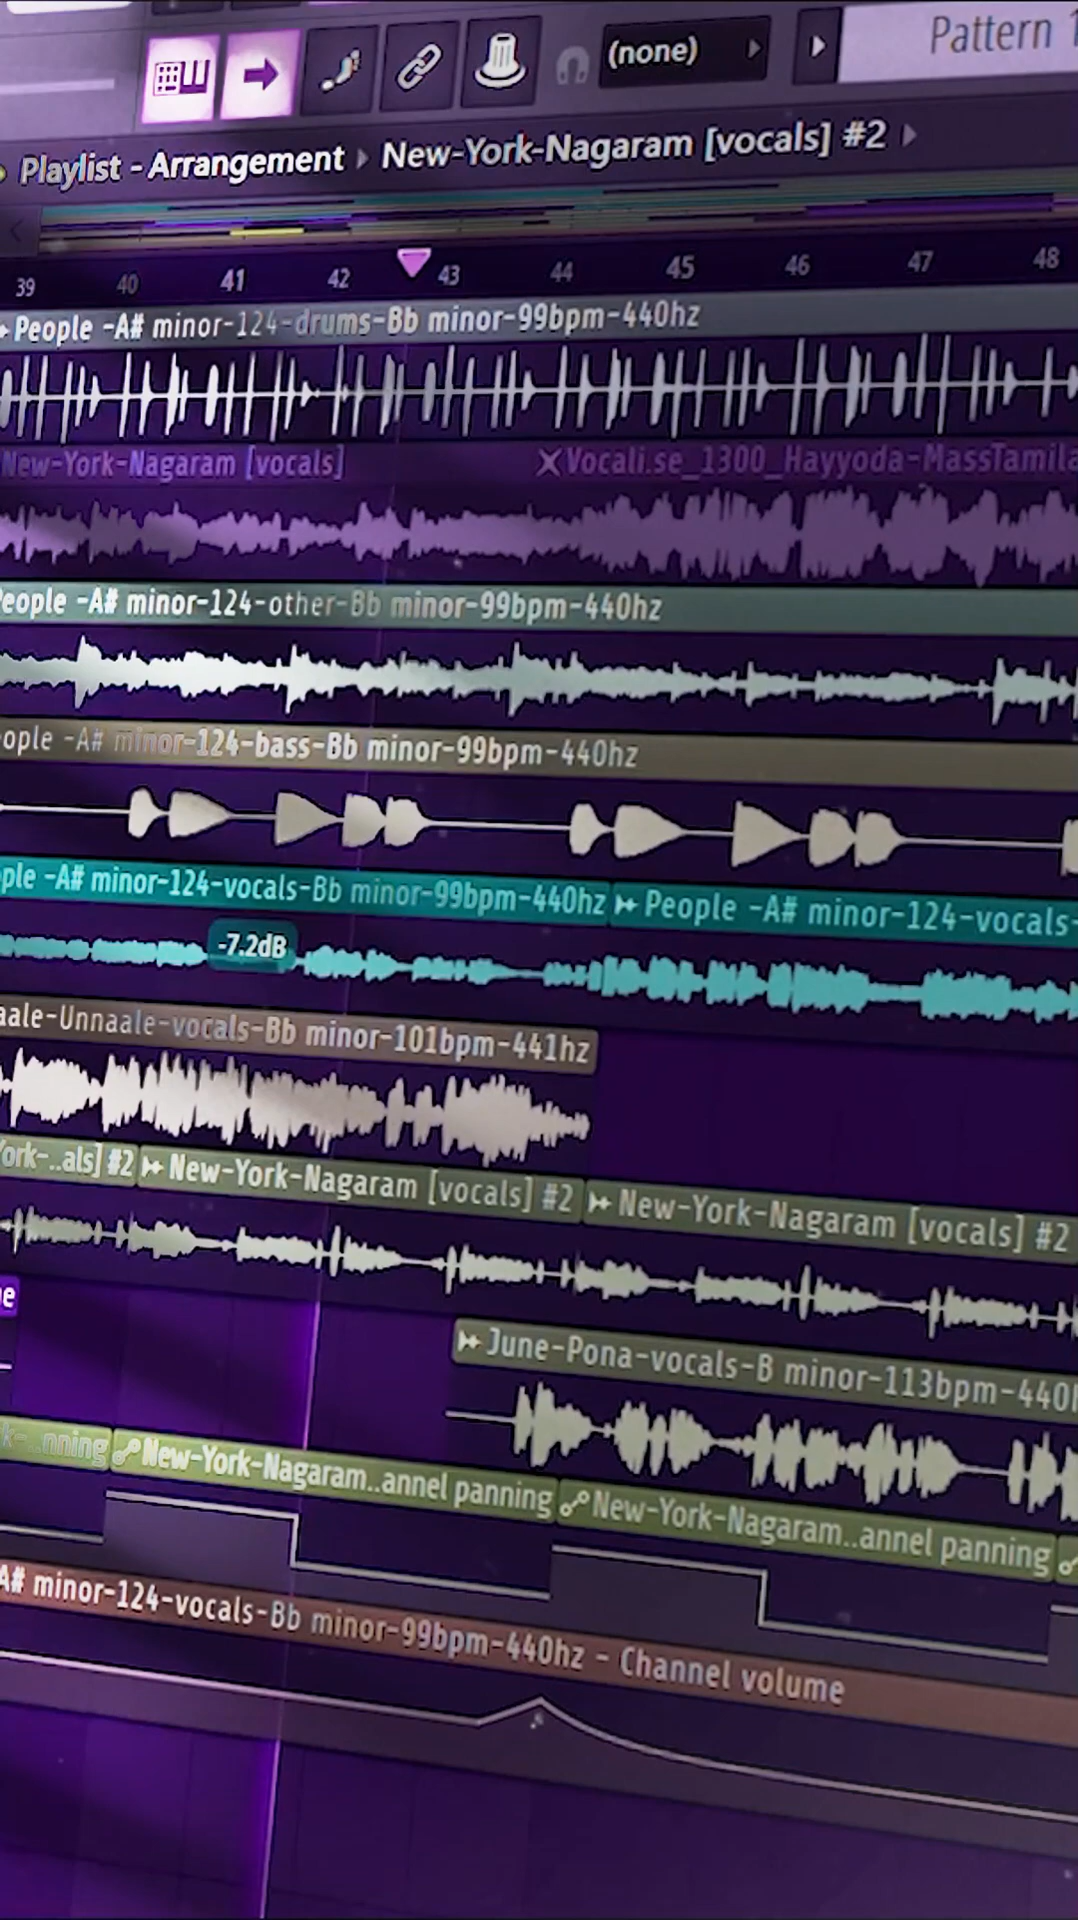 (none)
Pattern 1
Playlist - Arrangement New-York-Nagaram [vocals] #2
39 40 41 42 43 44 45 46 47 48
People -A# minor-124-drums-Bb minor-99bpm-440hz
New-York-Nagaram [vocals] Vocali.se_1300_Hayyoda-MassTamila
eople -A# minor-124-other-Bb minor-99bpm-440hz
ople -A# minor-124-bass-Bb minor-99bpm-440hz
ple -A# minor-124-vocals-Bb minor-99bpm-440hz People -A# minor-124-vocals-
-7.2dB
aale-Unnaale-vocals-Bb minor-101bpm-441hz
ork-..als] #2 New-York-Nagaram [vocals] #2 New-York-Nagaram [vocals] #2
June-Pona-vocals-B minor-113bpm-440h
k-..nning New-York-Nagaram..annel panning New-York-Nagaram..annel panning
A# minor-124-vocals-Bb minor-99bpm-440hz - Channel volume